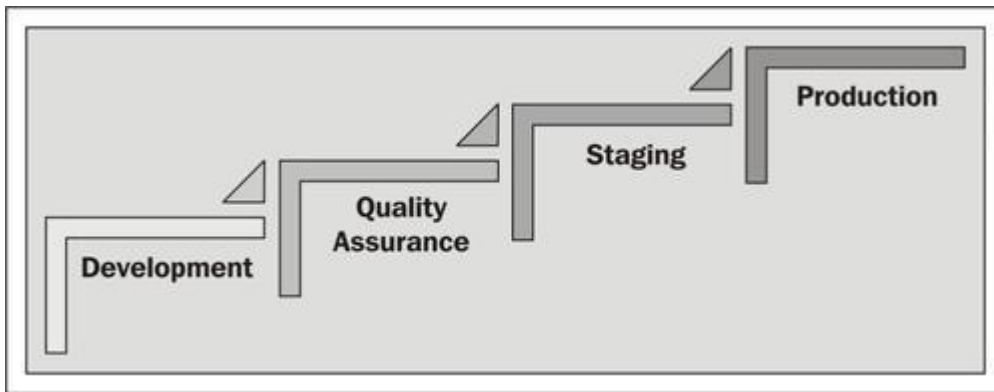 Development
Quality
Assurance
Staging
Production